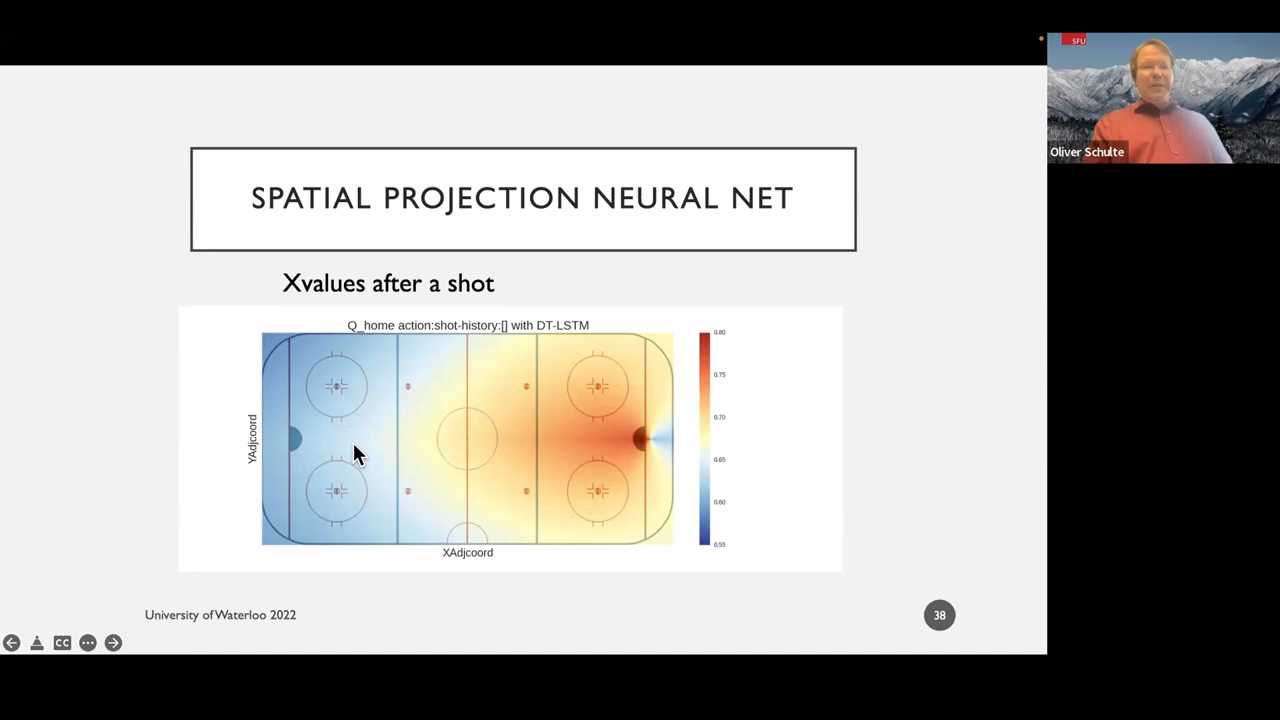 SFU
Oliver Schulte
SPATIAL PROJECTION NEURAL NET
Xvalues after a shot
Q_home action:shot-history:[] with DT-LSTM
YAdjcoord
XAdjcoord
0.80
0.75
0.70
0.65
0.60
0.55
University of Waterloo 2022
38
CC